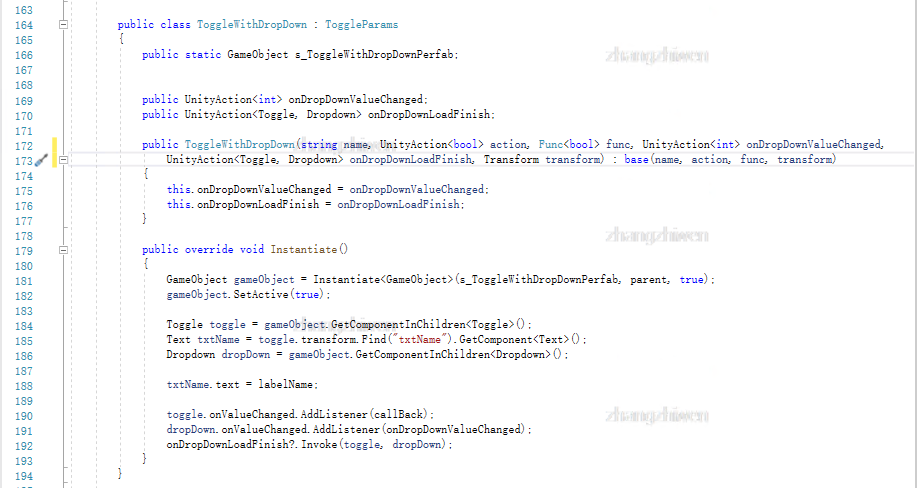 163
164 public class ToggleWithDropDown : ToggleParams
165 {
166 public static GameObject s_ToggleWithDropDownPerfab; zhangzhiwen
167
168
169 public UnityAction<int> onDropDownValueChanged;
170 public UnityAction<Toggle, Dropdown> onDropDownLoadFinish;
171
172 public ToggleWithDropDown(string name, UnityAction<bool> action, Func<bool> func, UnityAction<int> onDropDownValueChanged,
173 UnityAction<Toggle, Dropdown> onDropDownLoadFinish, Transform transform) : base(name, action, func, transform)
174 {
175 this.onDropDownValueChanged = onDropDownValueChanged;
176 this.onDropDownLoadFinish = onDropDownLoadFinish;
177 }
178 zhangzhiwen
179 public override void Instantiate()
180 {
181 GameObject gameObject = Instantiate<GameObject>(s_ToggleWithDropDownPerfab, parent, true);
182 gameObject.SetActive(true);
183
184 Toggle toggle = gameObject.GetComponentInChildren<Toggle>();
185 Text txtName = toggle.transform.Find("txtName").GetComponent<Text>();
186 Dropdown dropDown = gameObject.GetComponentInChildren<Dropdown>();
187
188 txtName.text = labelName;
189
190 toggle.onValueChanged.AddListener(callBack); zhangzhiwen
191 dropDown.onValueChanged.AddListener(onDropDownValueChanged);
192 onDropDownLoadFinish?.Invoke(toggle, dropDown);
193 }
194 }